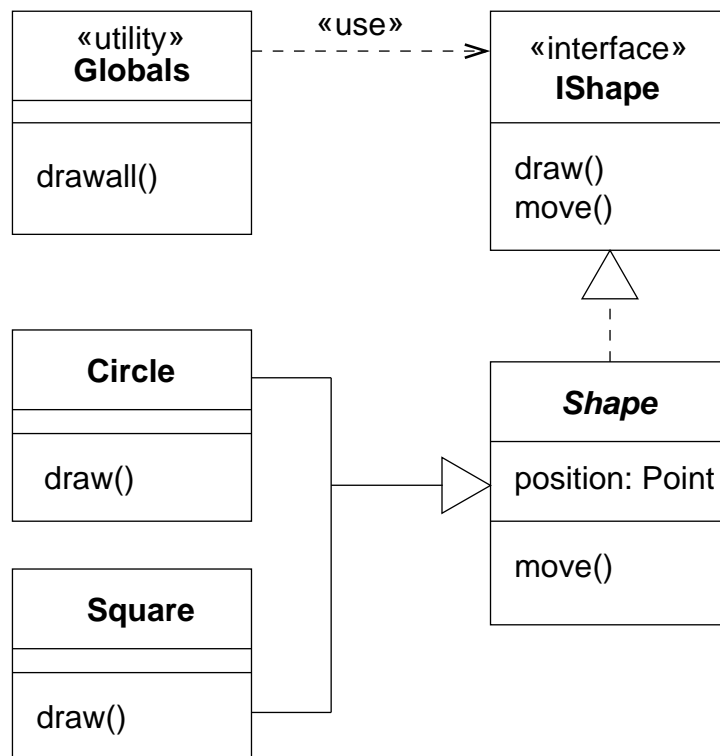 «utility»
Globals
drawall()
«use»
«interface»
IShape
draw()
move()
Circle
draw()
Square
draw()
Shape
position: Point
move()